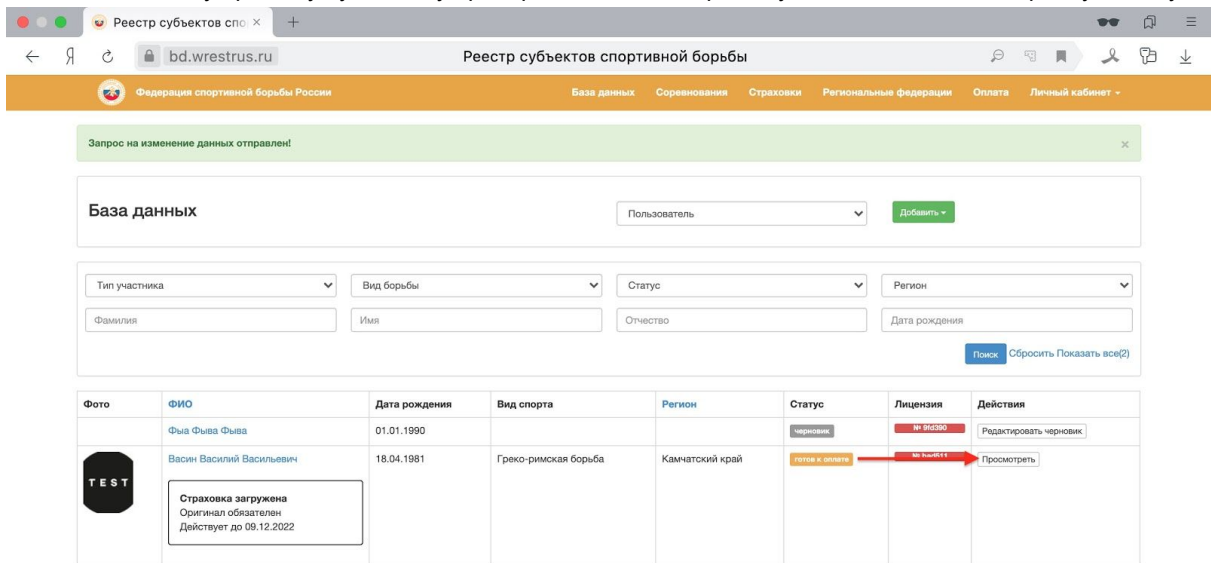 Реестр субъектов спо
bd.wrestrus.ru
Реестр субъектов спортивной борьбы
Федерация спортивной борьбы России
База данных Соревнования Страховки Региональные федерации Оплата Личный кабинет
Запрос на изменение данных отправлен!
База данных
Пользователь
Добавить
Тип участника Вид борьбы Статус Регион
Фамилия Имя Отчество Дата рождения
Поиск Сбросить Показать все(2)
Фото ФИО Дата рождения Вид спорта Регион Статус Лицензия Действия
Фыа Фыва Фыва 01.01.1990 черновик № 9fd390 Редактировать черновик
Васин Василий Васильевич 18.04.1981 Греко-римская борьба Камчатский край готов к оплате Просмотреть
TEST
Страховка загружена
Оригинал обязателен
Действует до 09.12.2022